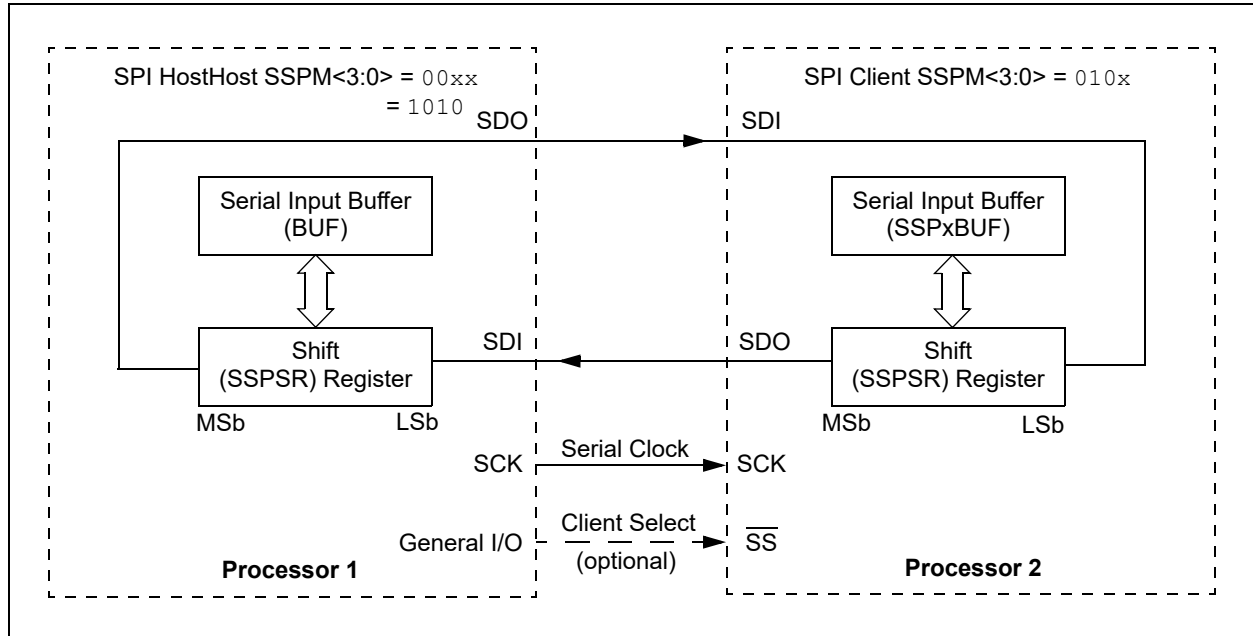 SPI HostHost SSPM<3:0> = 00xx
= 1010
SDO
Serial Input Buffer
(BUF)
Shift
(SSPSR) Register
MSb
LSb
SDI
SCK
General I/O
Processor 1
Serial Clock
Client Select
(optional)
SPI Client SSPM<3:0> = 010x
SDI
Serial Input Buffer
(SSPxBUF)
SDO
Shift
(SSPSR) Register
MSb
LSb
SCK
SS
Processor 2